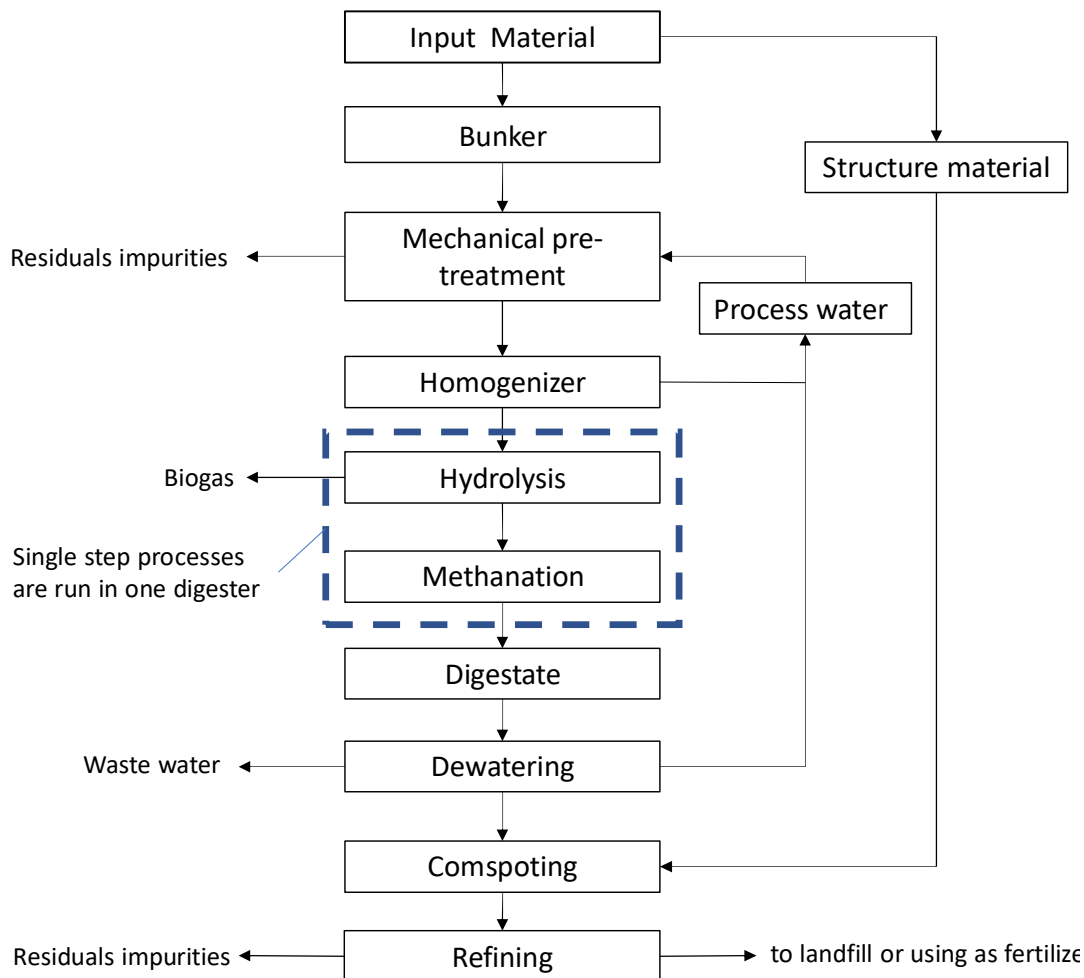 Input Material
Bunker
Structure material
Mechanical pre-
treatment
Residuals impurities
Process water
Homogenizer
Hydrolysis
Biogas
Single step processes
are run in one digester
Methanation
Digestate
Waste water
Dewatering
Comspoting
Residuals impurities
Refining
to landfill or using as fertilize